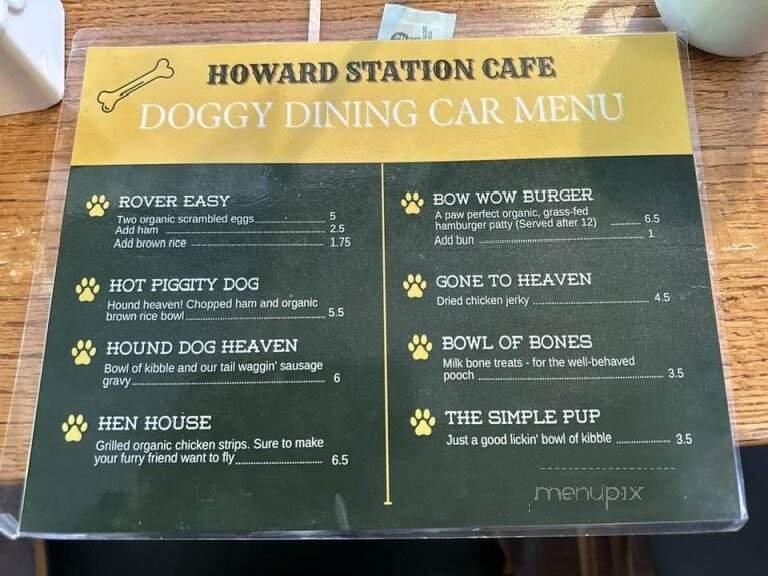 HOWARD STATION CAFE
DOGGY DINING CAR MENU
ROVER EASY
Two organic scrambled eggs 5
Add ham 2.5
Add brown rice 1.75
HOT PIGGITY DOG
Hound heaven! Chopped ham and organic
brown rice bowl 5.5
HOUND DOG HEAVEN
Bowl of kibble and our tail waggin' sausage
gravy 6
HEN HOUSE
Grilled organic chicken strips. Sure to make
your furry friend want to fly 6.5
BOW WOW BURGER
A paw perfect organic, grass-fed
hamburger patty (Served after 12) 6.5
Add bun 1
GONE TO HEAVEN
Dried chicken jerky 4.5
BOWL OF BONES
Milk bone treats - for the well-behaved
pooch 3.5
THE SIMPLE PUP
Just a good lickin' bowl of kibble 3.5
menupix